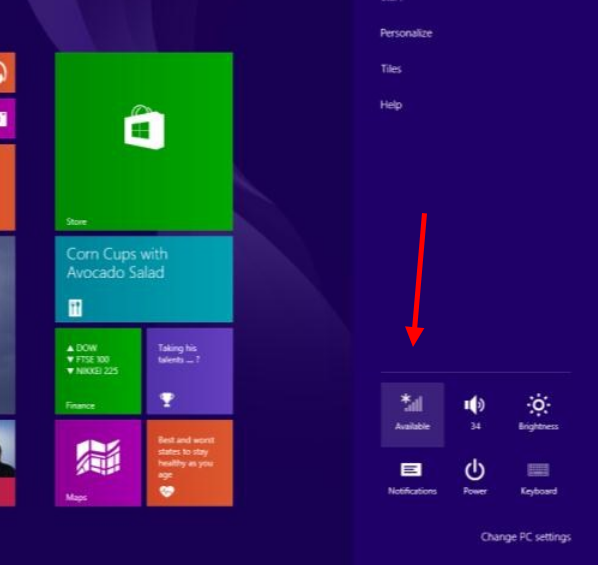 Personalize
Tiles
Help
Store
Corn Cups with
Avocado Salad
▲ DOW
▼ FTSE 100
▼ NIKKEI 225
Finance
Taking his
talents ... ?
Maps
Best and worst
states to stay
healthy as you
age
Available
34
Brightness
Notifications
Power
Keyboard
Change PC settings